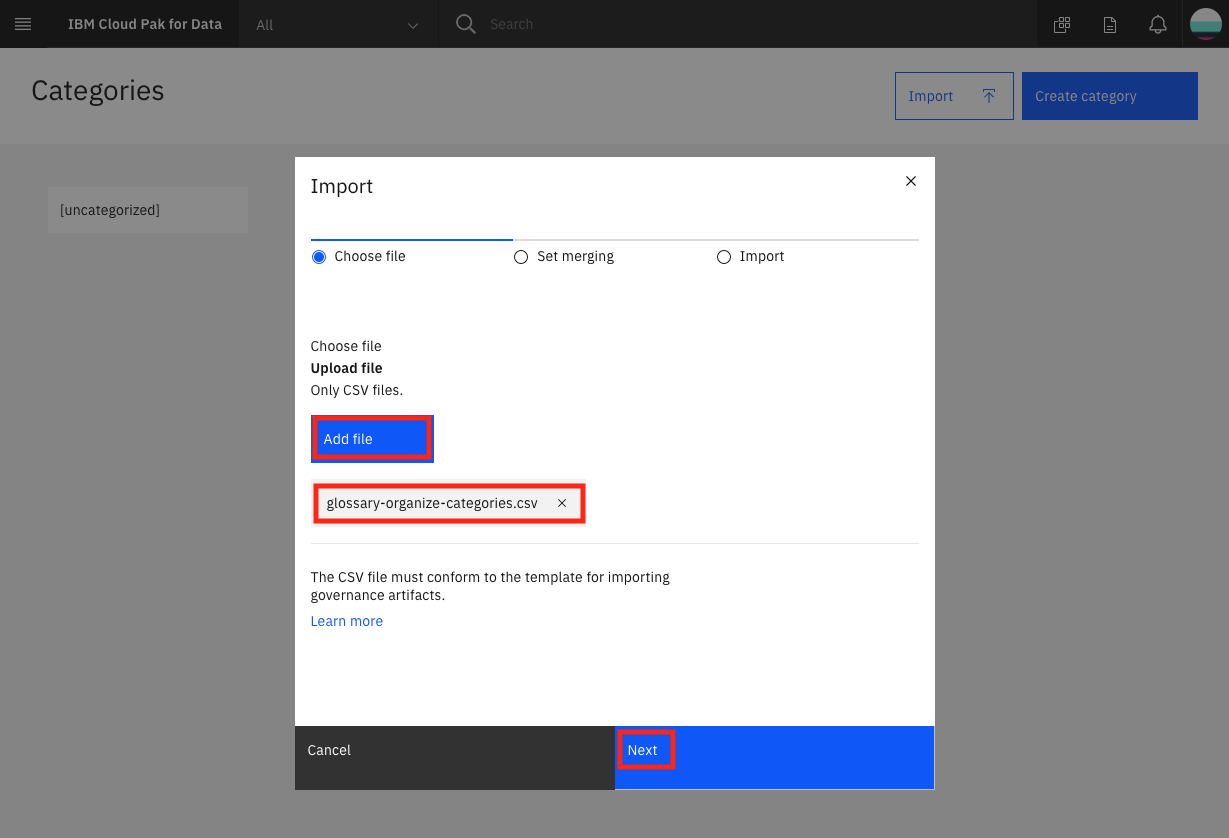 IBM Cloud Pak for Data
All
Search
Categories
Import
Create category
[uncategorized]
Import
Choose file
Set merging
Import
Choose file
Upload file
Only CSV files.
Add file
glossary-organize-categories.csv
The CSV file must conform to the template for importing
governance artifacts.
Learn more
Cancel
Next